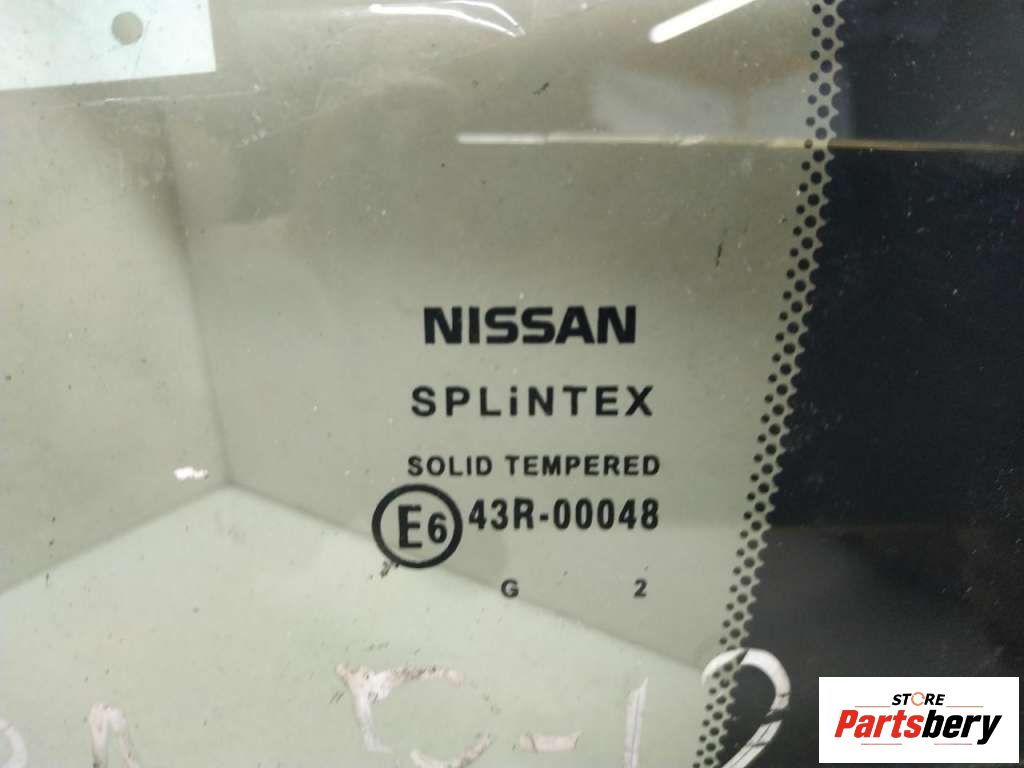 NISSAN
SPLiNTEX
SOLID TEMPERED
E6 43R-00048
G 2
STORE
Partsbery